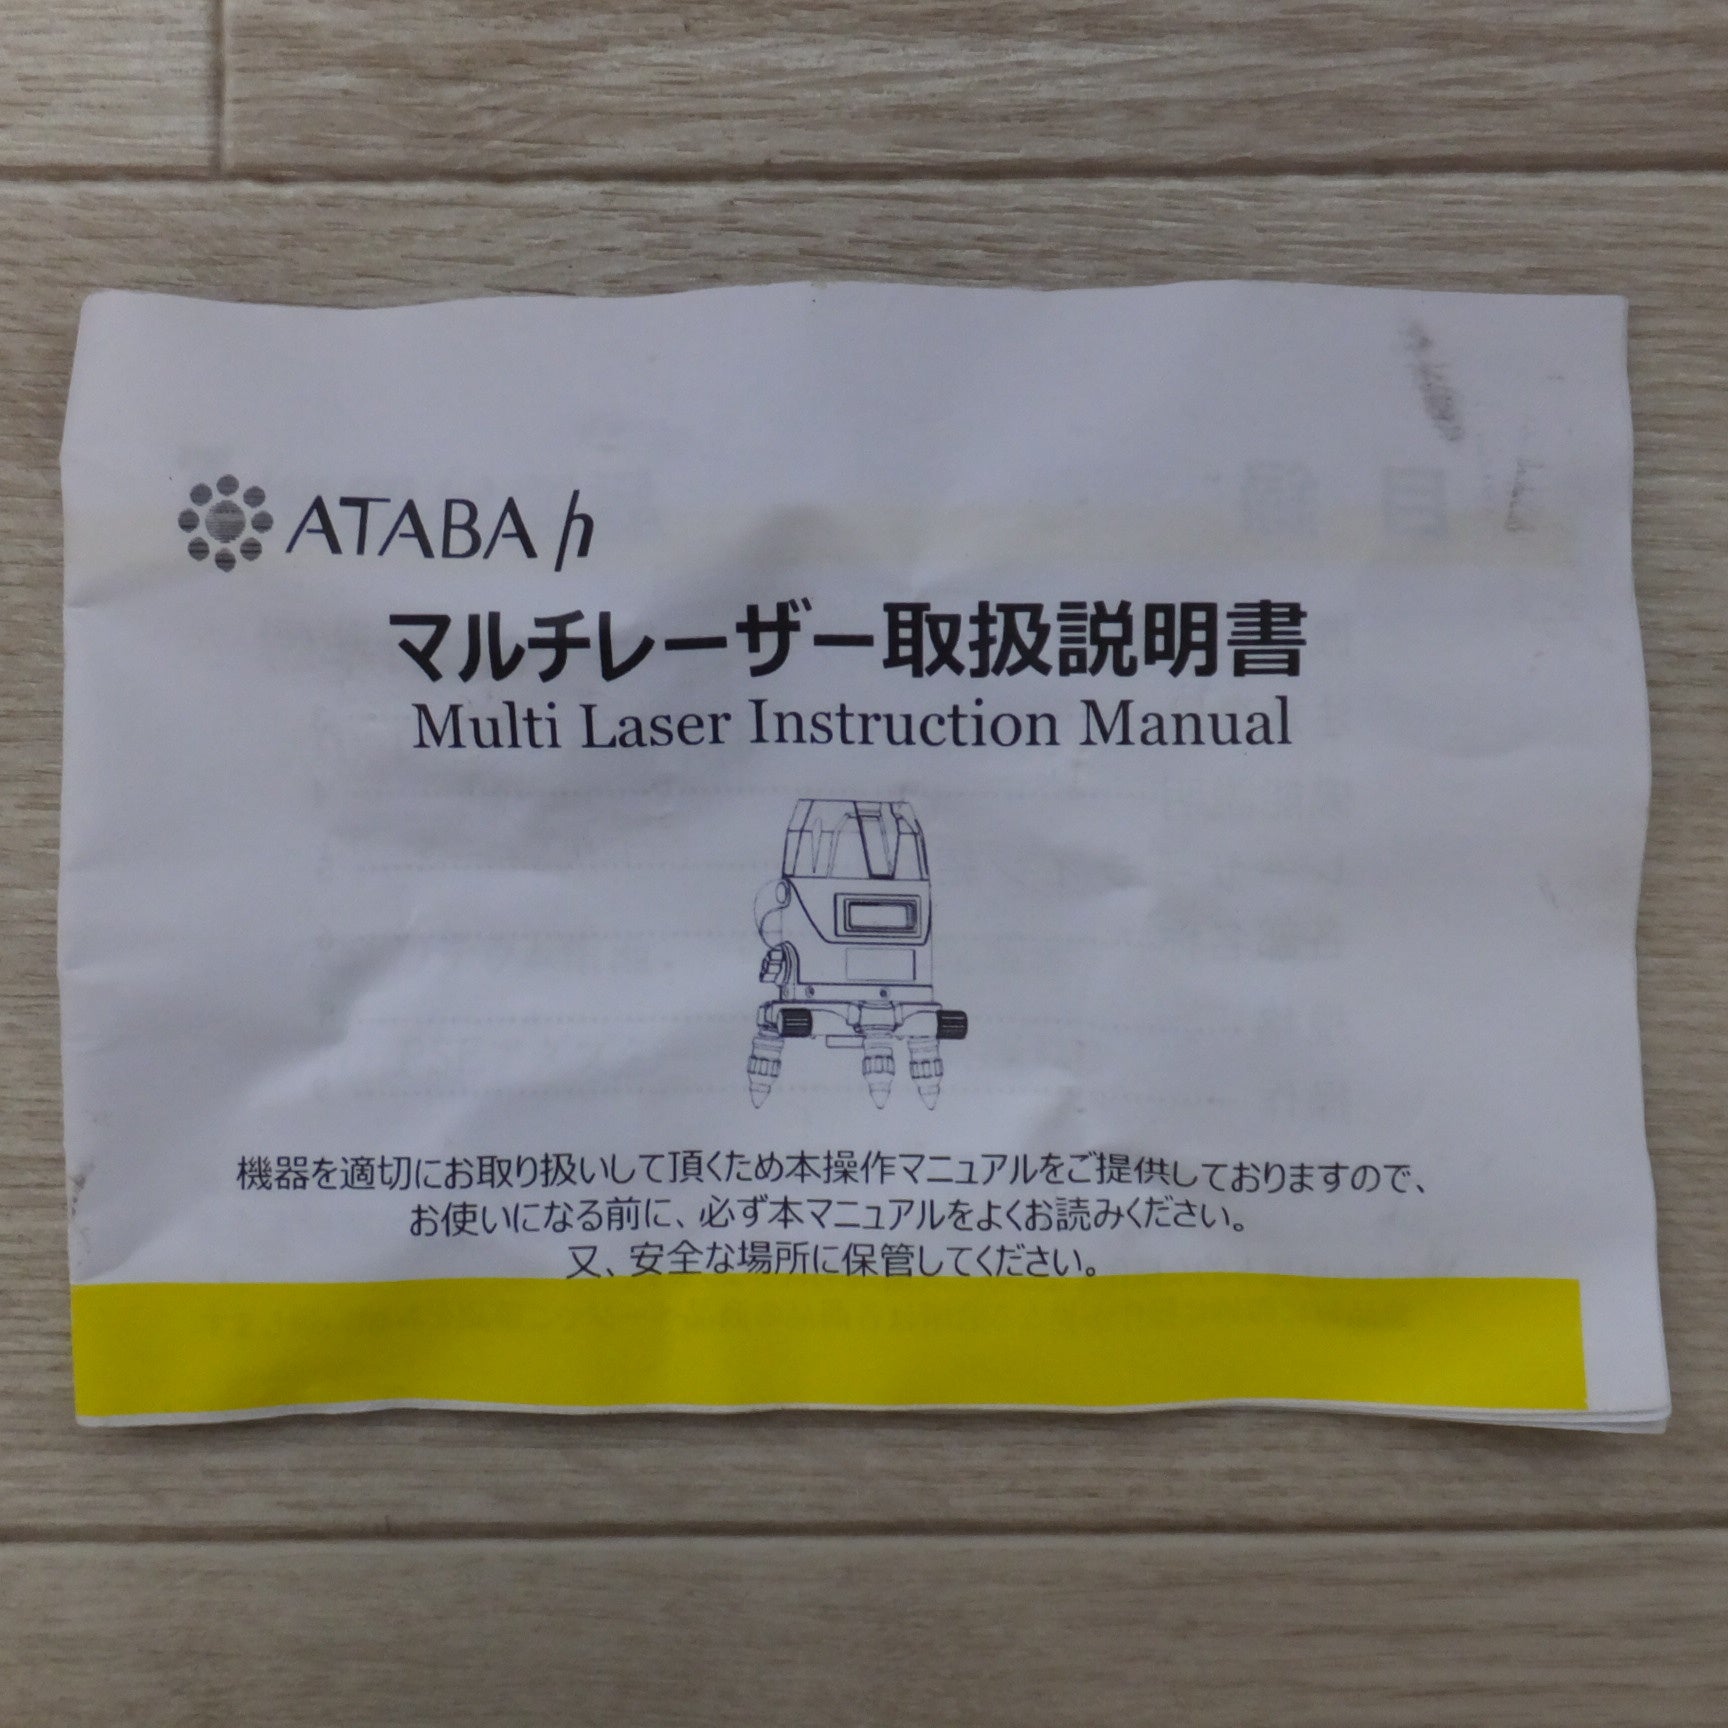 ATABA h
マルチレーザー取扱説明書
Multi Laser Instruction Manual
機器を適切にお取り扱いして頂くため本操作マニュアルをご提供しておりますので、
お使いになる前に、必ず本マニュアルをよくお読みください。
又、安全な場所に保管してください。